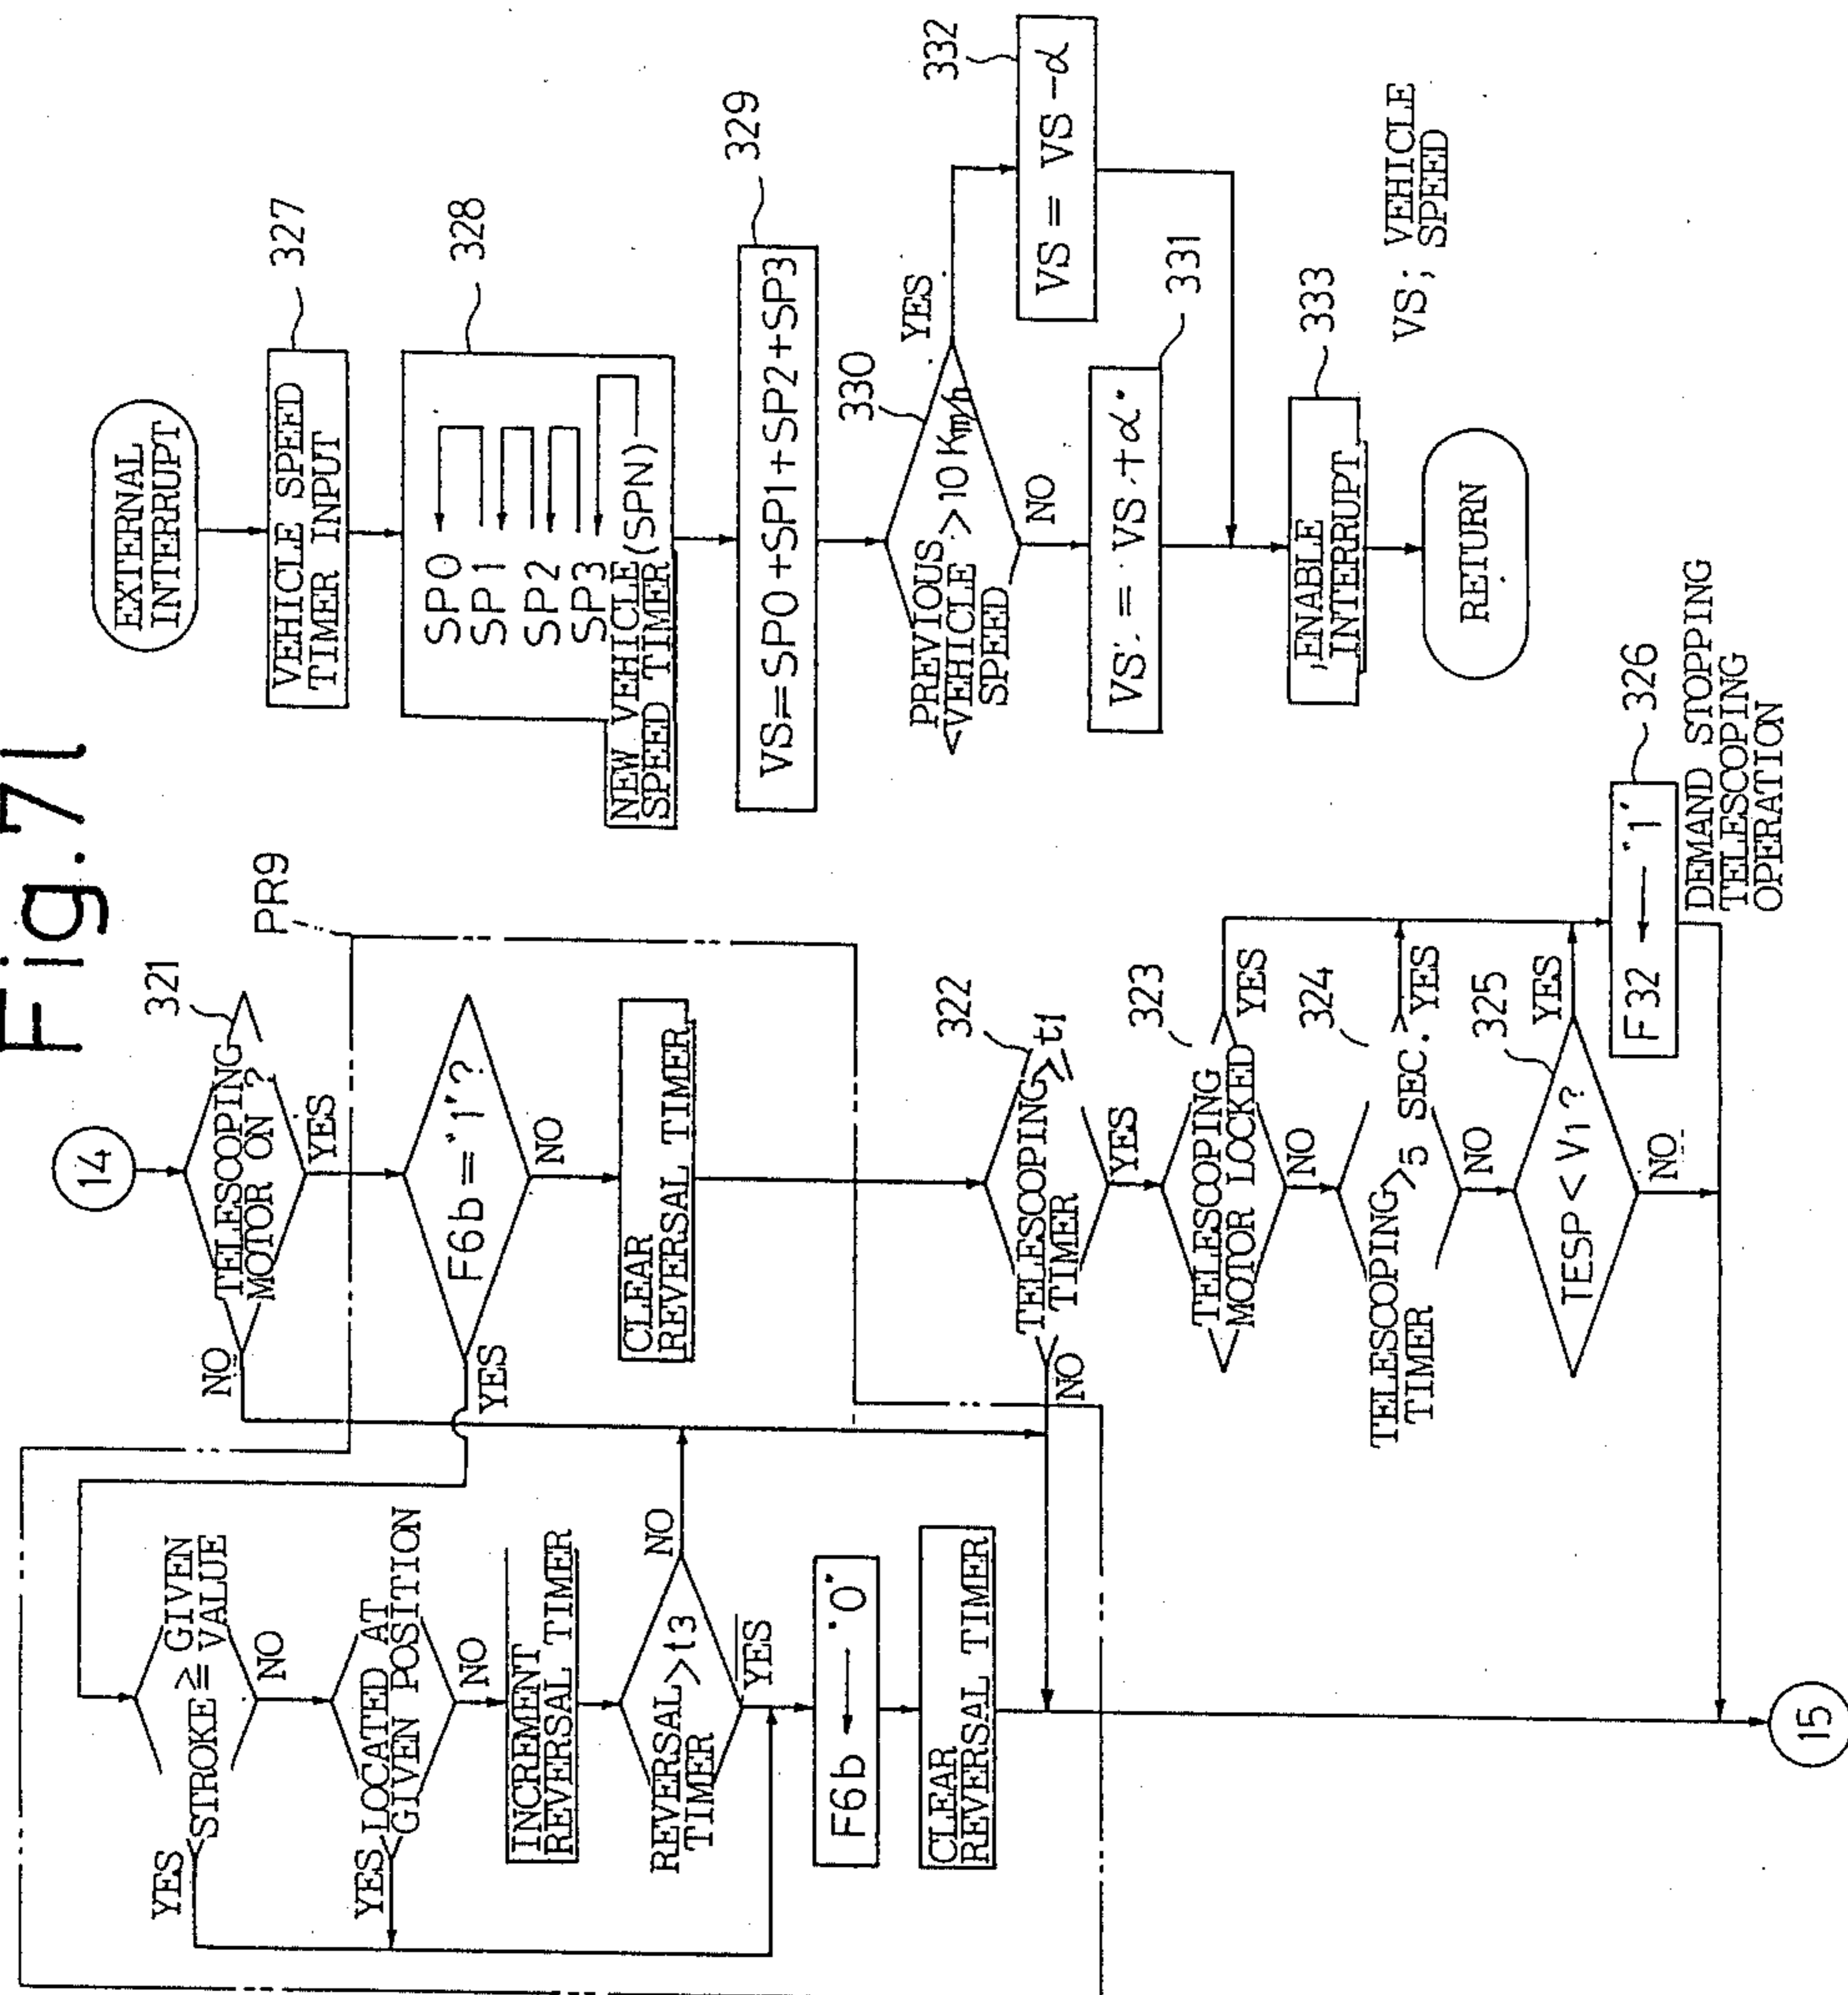 Fig.7l
14
321
TELESCOPING
MOTOR ON ?
NO
YES
PR9
F6b = "1" ?
YES
NO
CLEAR
REVERSAL TIMER
STROKE ≧ GIVEN
VALUE
YES
NO
LOCATED AT
GIVEN POSITION
YES
NO
INCREMENT
REVERSAL TIMER
REVERSAL > t3
TIMER
NO
YES
F6b ← "0"
CLEAR
REVERSAL TIMER
322
TELESCOPING ≧ t1
TIMER
NO
YES
323
TELESCOPING
MOTOR LOCKED
YES
NO
324
TELESCOPING > 5 SEC.
TIMER
YES
NO
325
TESP < V1 ?
YES
NO
326
F32 ← "1"
DEMAND STOPPING
TELESCOPING
OPERATION
15
EXTERNAL
INTERRUPT
327
VEHICLE SPEED
TIMER INPUT
328
SP0
SP1
SP2
SP3
NEW VEHICLE (SPN)
SPEED TIMER
329
VS=SP0+SP1+SP2+SP3
330
PREVIOUS
VEHICLE > 10 Km/h
SPEED
YES
NO
332
VS = VS - α
331
VS = VS + α
333
ENABLE
INTERRUPT
RETURN
VS; VEHICLE
SPEED